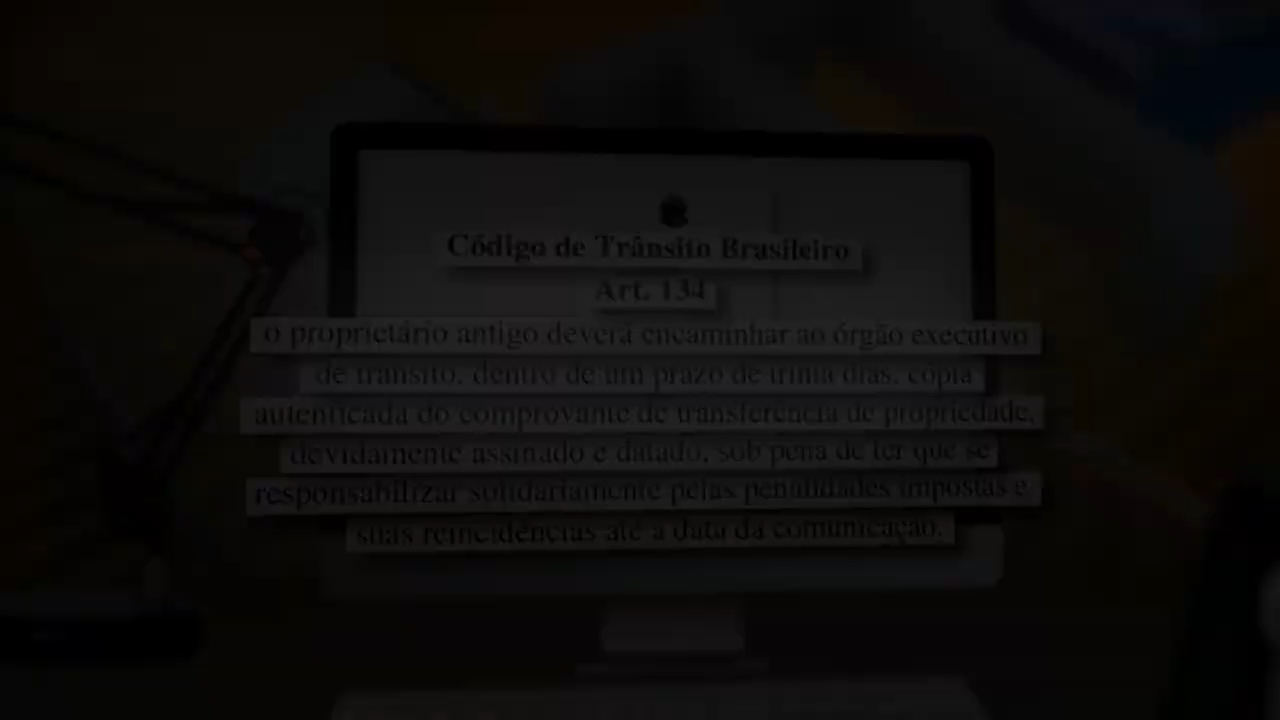 Código de Trânsito Brasileiro
Art. 134
o proprietário antigo deverá encaminhar ao órgão executivo
de trânsito, dentro de um prazo de trinta dias, cópia
autenticada do comprovante de transferência de propriedade,
devidamente assinado e datado, sob pena de ter que se
responsabilizar solidariamente pelas penalidades impostas e
suas reincidências até a data da comunicação.